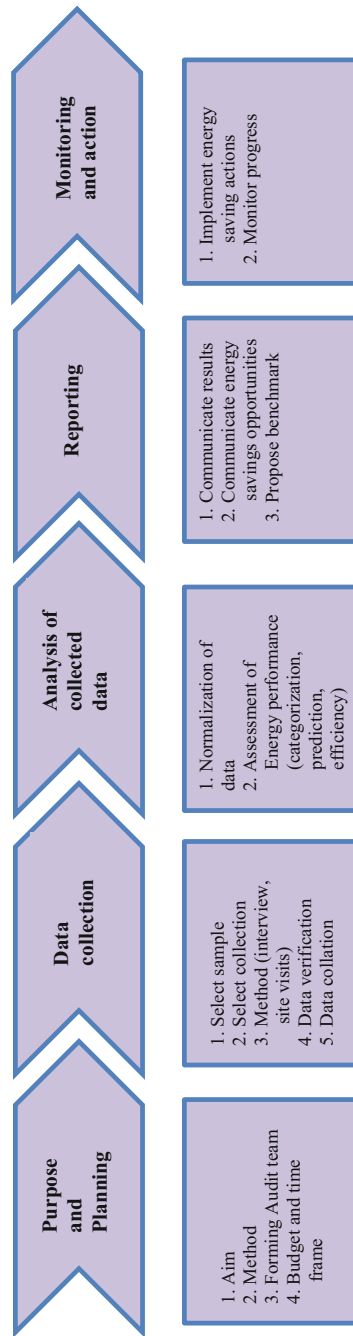 Purpose
and
Planning
1. Aim
2. Method
3. Forming Audit team
4. Budget and time
frame
Data
collection
1. Select sample
2. Select collection
3. Method (interview,
site visits)
4. Data verification
5. Data collation
Analysis of
collected
data
1. Normalization of
data
2. Assessment of
Energy performance
(categorization,
prediction,
efficiency)
Reporting
1. Communicate results
2. Communicate energy
savings opportunities
3. Propose benchmark
Monitoring
and action
1. Implement energy
saving actions
2. Monitor progress